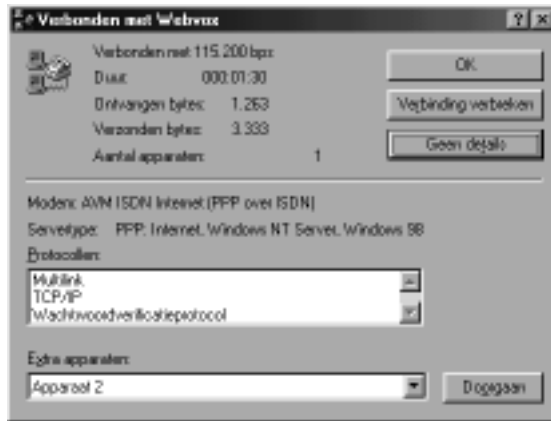 Verbonden met Webvox
Verbonden met 115.200 bps
Duur: 000:01:30
Ontvangen bytes: 1.263
Verzonden bytes: 3.333
Aantal apparaten: 1
OK
Verbinding verbreken
Geen details
Modem: AVM ISDN Internet (PPP over ISDN)
Servertype: PPP: Internet, Windows NT Server, Windows 98
Protocollen:
Multilink
TCP/IP
Wachtwoordverificatieprotocol
Extra apparaten:
Apparaat 2
Doorgaan